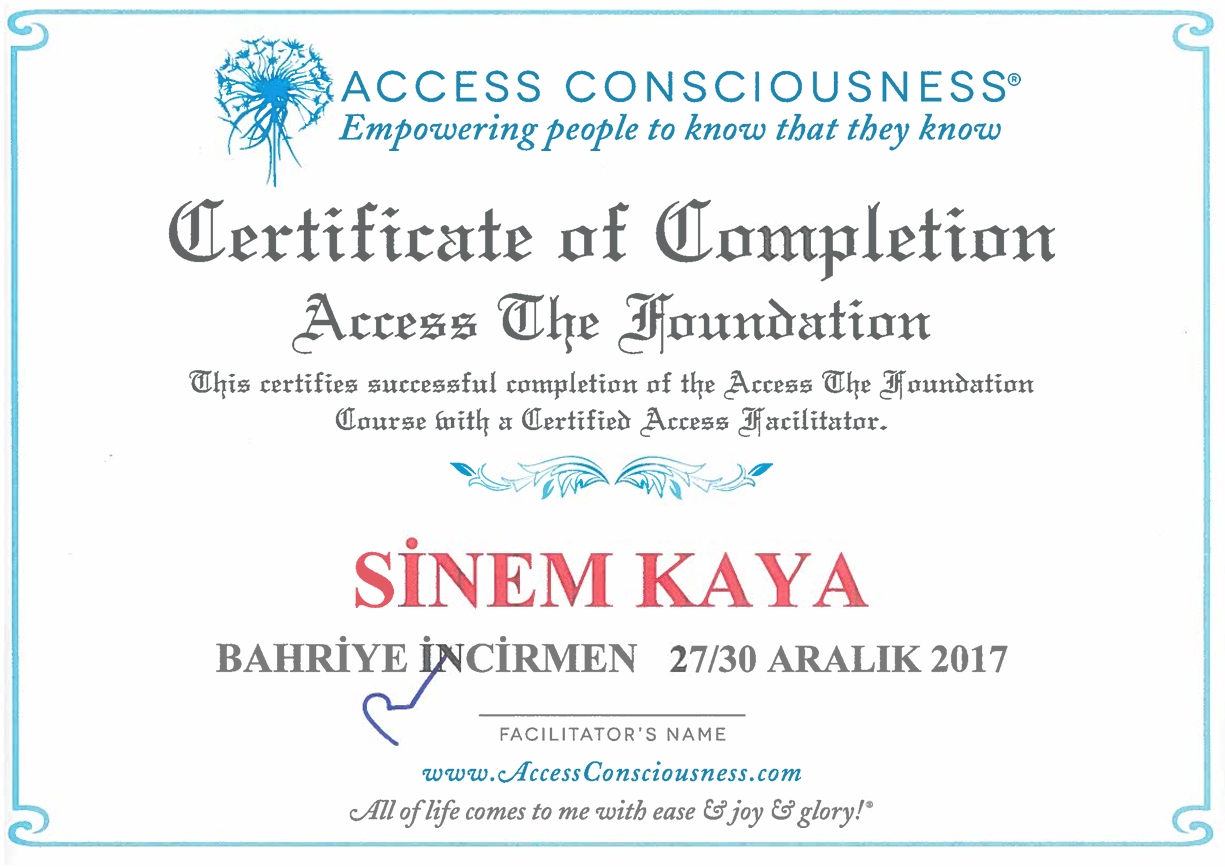 ACCESS CONSCIOUSNESS®
Empowering people to know that they know
Certificate of Completion
Access The Foundation
This certifies successful completion of the Access The Foundation
Course with a Certified Access Facilitator.
SİNEM KAYA
BAHRİYE İNCİRMEN 27/30 ARALIK 2017
FACILITATOR'S NAME
www.AccessConsciousness.com
All of life comes to me with ease & joy & glory!®